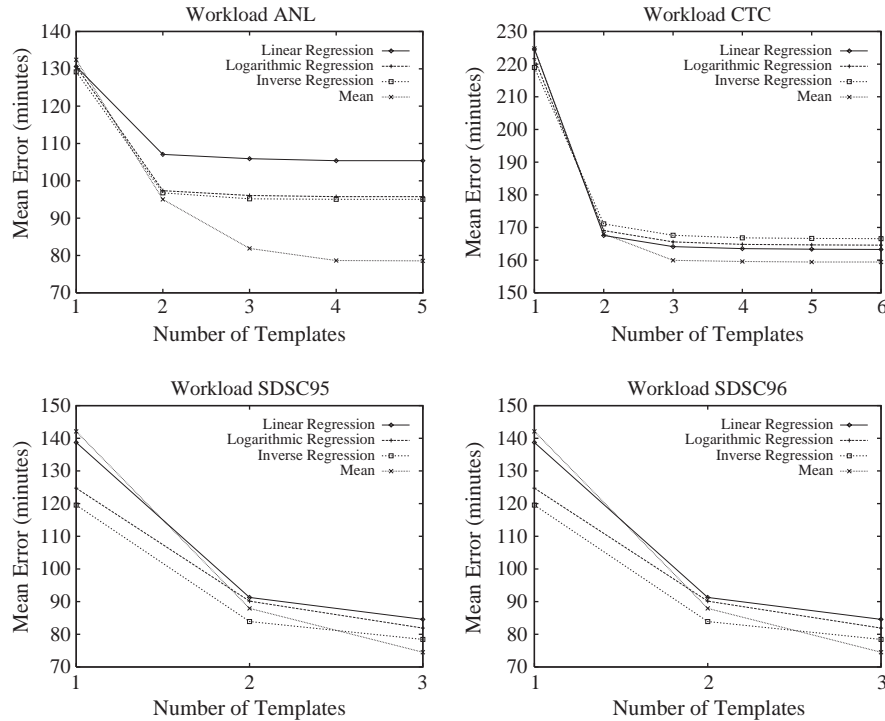 Workload ANL
Mean Error (minutes)
140
130
120
110
100
90
80
70
Linear Regression
Logarithmic Regression
Inverse Regression
Mean
1 2 3 4 5
Number of Templates
Workload CTC
Mean Error (minutes)
230
220
210
200
190
180
170
160
150
Linear Regression
Logarithmic Regression
Inverse Regression
Mean
1 2 3 4 5 6
Number of Templates
Workload SDSC95
Mean Error (minutes)
150
140
130
120
110
100
90
80
70
Linear Regression
Logarithmic Regression
Inverse Regression
Mean
1 2 3
Number of Templates
Workload SDSC96
Mean Error (minutes)
150
140
130
120
110
100
90
80
70
Linear Regression
Logarithmic Regression
Inverse Regression
Mean
1 2 3
Number of Templates